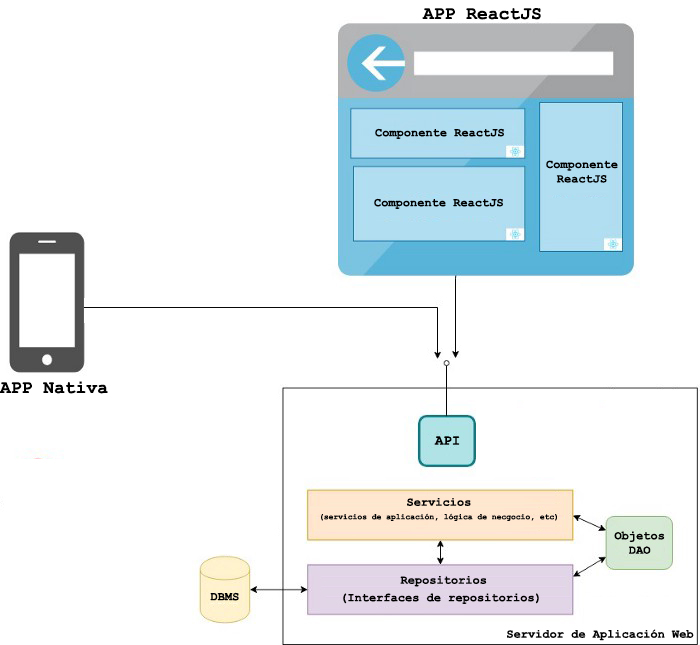 APP ReactJS
Componente ReactJS
Componente ReactJS
Componente
ReactJS
APP Nativa
API
Servicios
(servicios de aplicación, lógica de necgocio, etc)
Objetos
DAO
Repositorios
(Interfaces de repositorios)
DBMS
Servidor de Aplicación Web